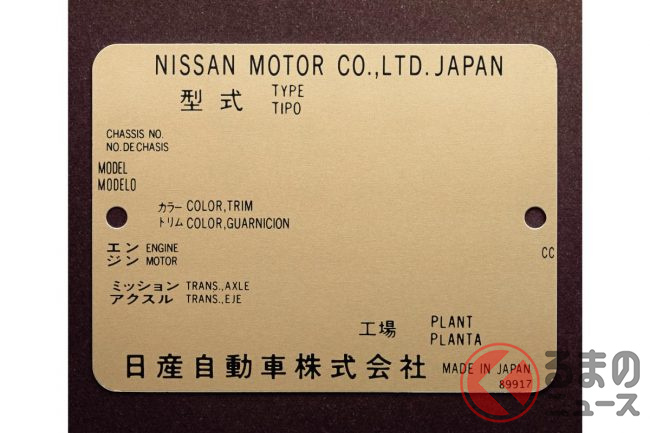 NISSAN MOTOR CO.,LTD. JAPAN
型式 TYPE
TIPO
CHASSIS NO.
NO. DE CHASIS
MODEL
MODELO
カラー COLOR,TRIM
トリム COLOR,GUARNICION
エン ENGINE
ジン MOTOR
CC
ミッション TRANS.,AXLE
アクスル TRANS.,EJE
工場 PLANT
PLANTA
日産自動車株式会社 MADE IN JAPAN
89917
くるまの
ニュース